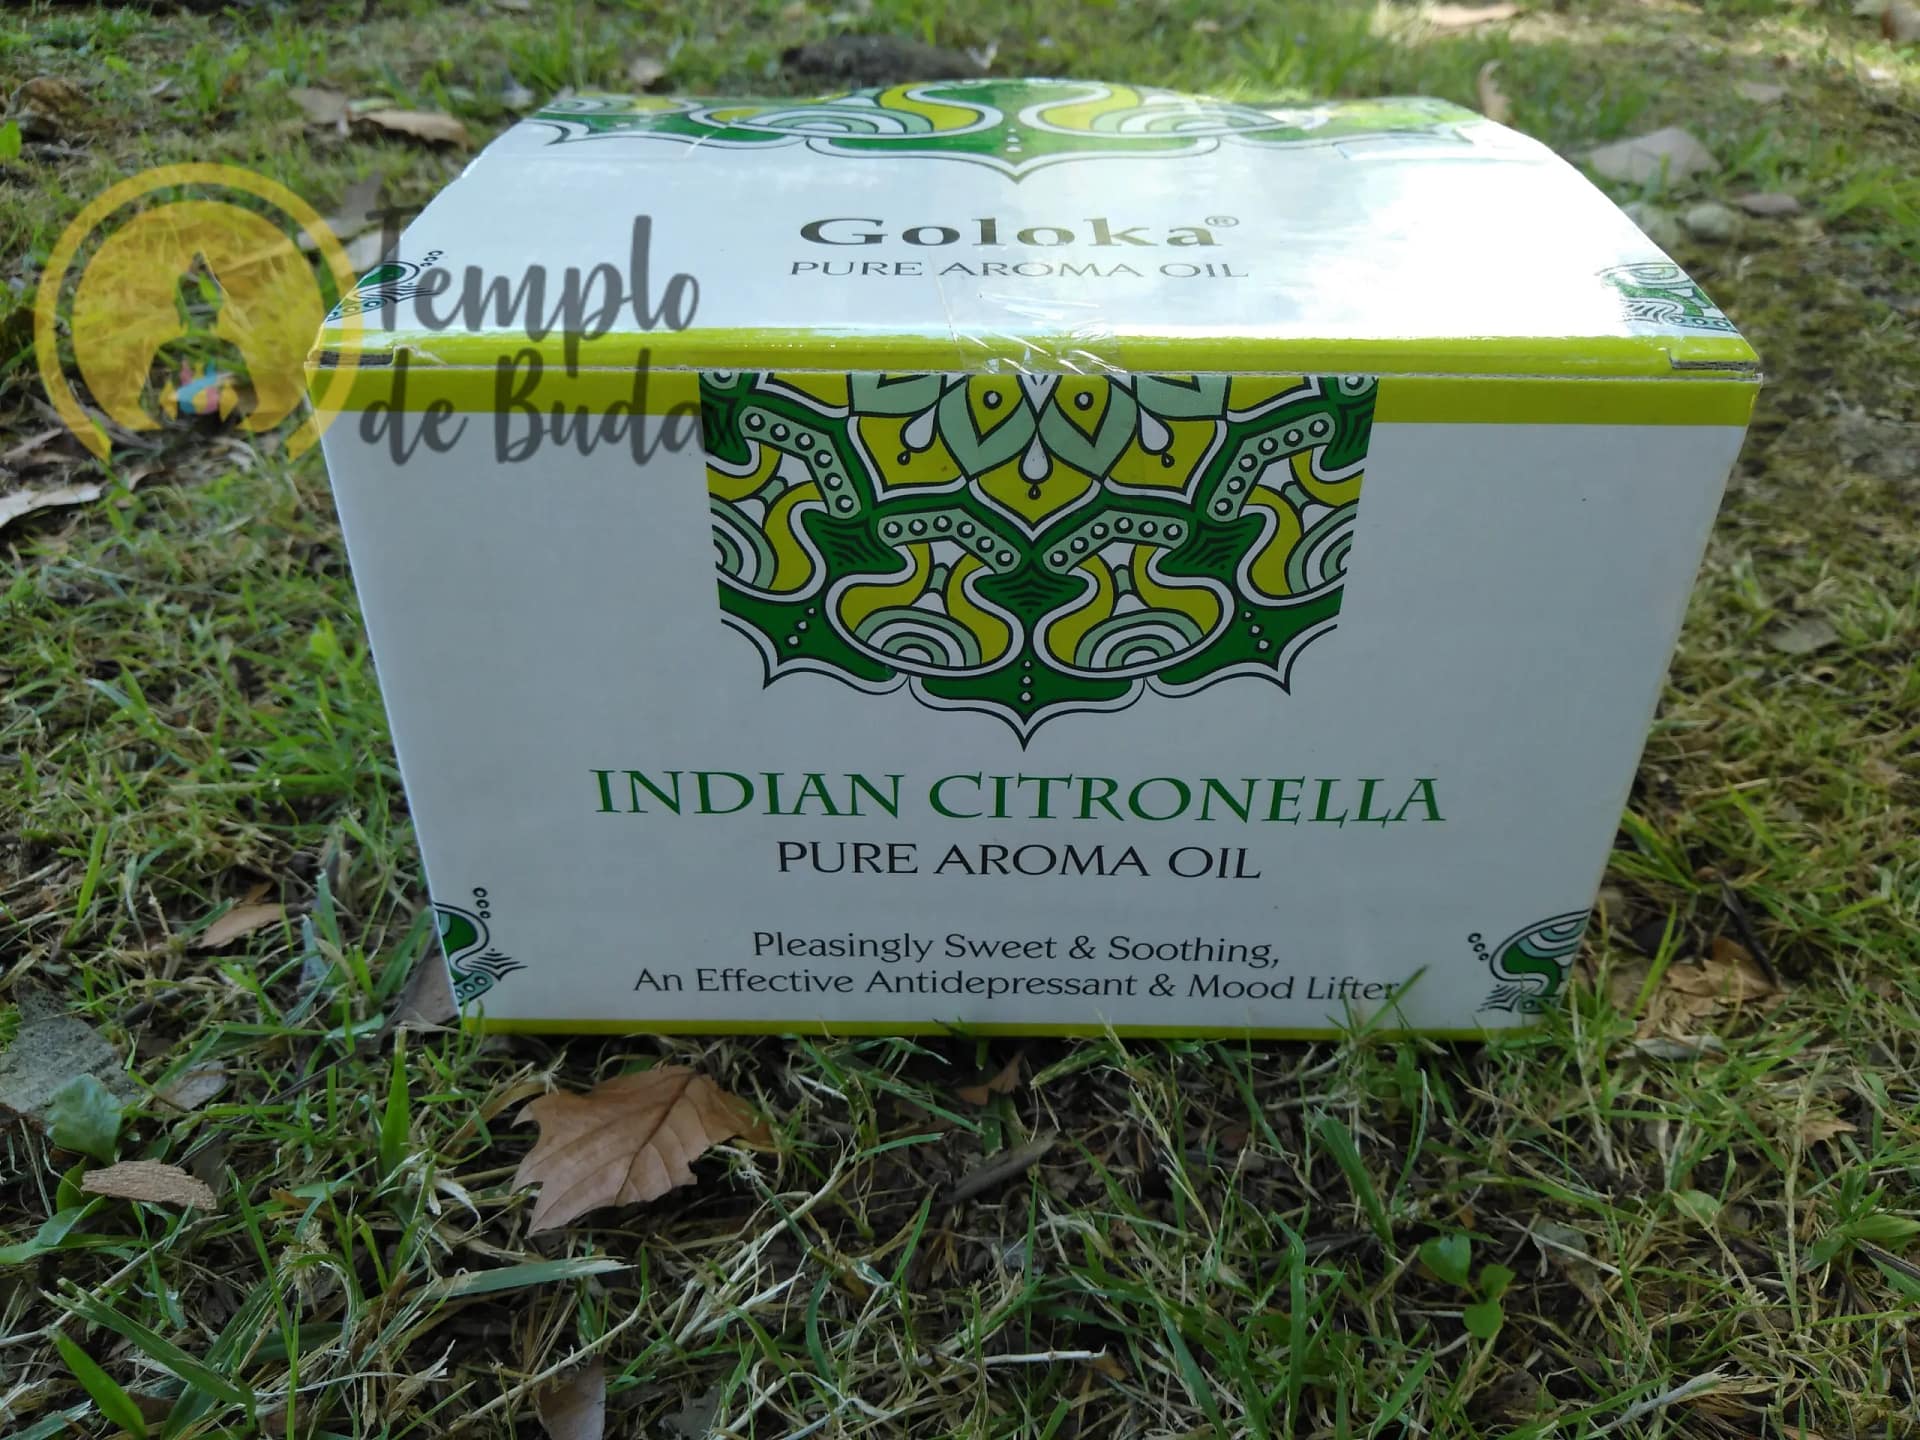 Goloka®
PURE AROMA OIL
Templo
de Buda
INDIAN CITRONELLA
PURE AROMA OIL
Pleasingly Sweet & Soothing,
An Effective Antidepressant & Mood Lifter